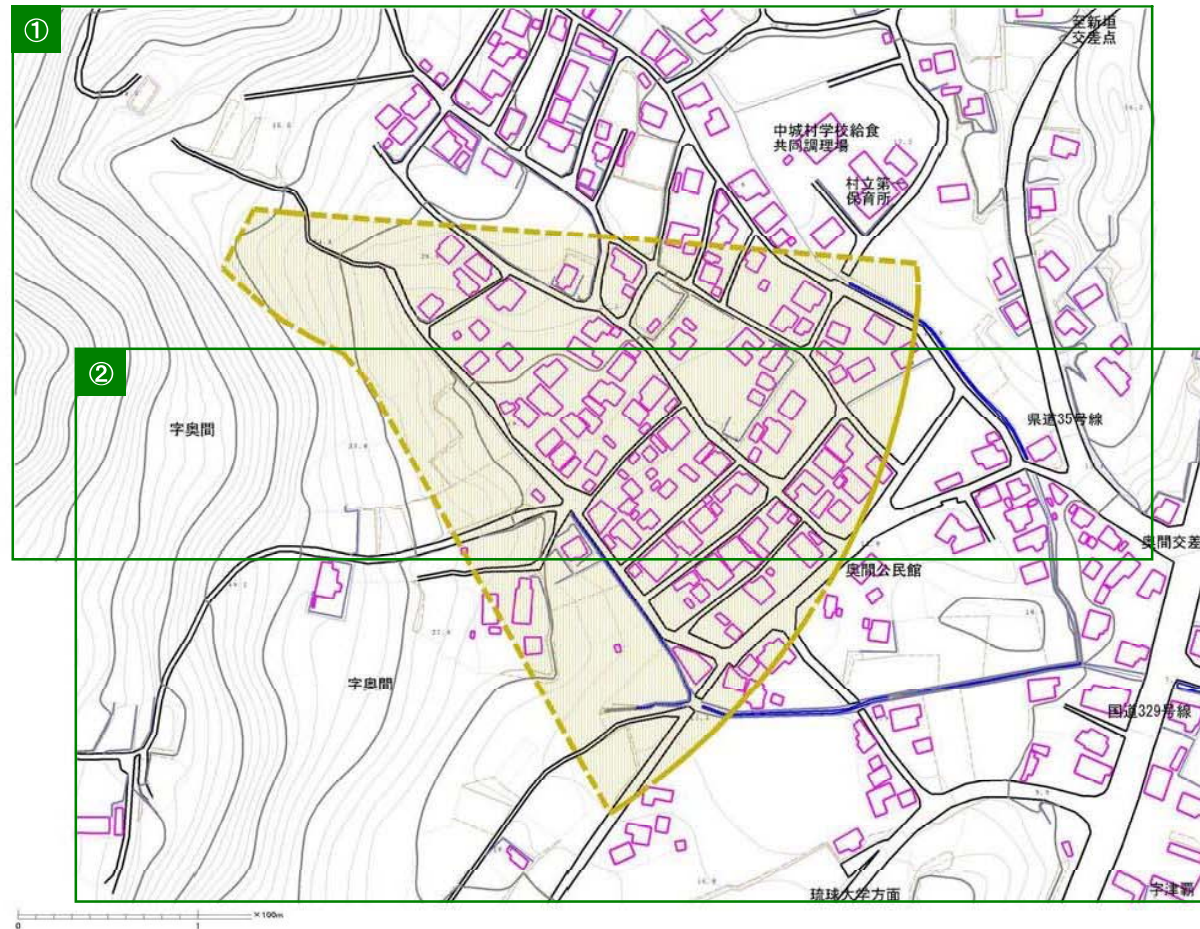 ①
至新垣
交差点
中城村学校給食
共同調理場
村立第一
保育所
②
字奥間
県道35号線
奥間交差
奥間公民館
字奥間
国道329号線
琉球大学方面
字津覇
×100m
0
1